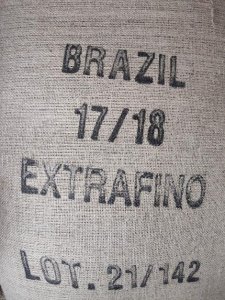 BRAZIL
17/18
EXTRAFINO
LOT. 21/142